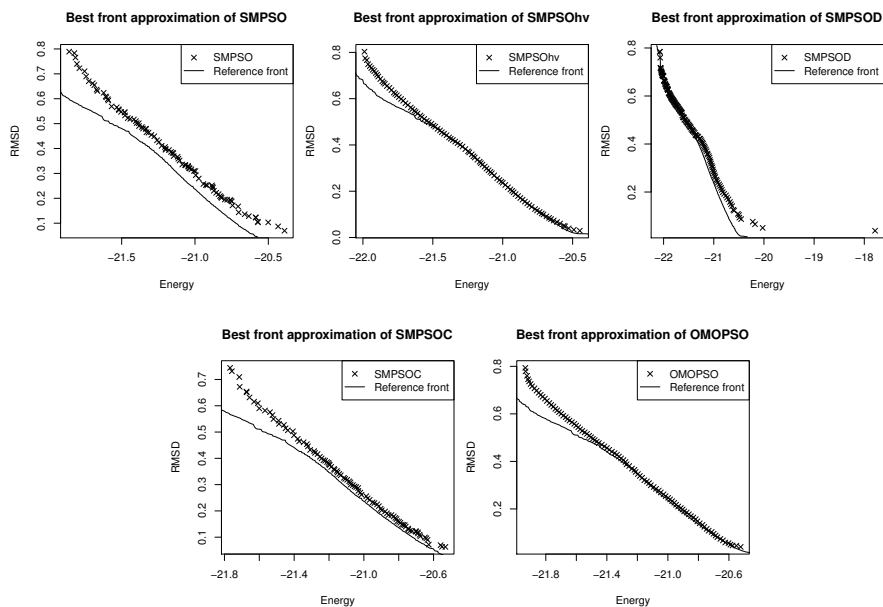 Best front approximation of SMPSO
× SMPSO
Reference front
RMSD
0.8
0.7
0.6
0.5
0.4
0.3
0.2
0.1
−21.5 −21.0 −20.5
Energy
Best front approximation of SMPSOhv
× SMPSOhv
Reference front
RMSD
0.8
0.6
0.4
0.2
0.0
−22.0 −21.5 −21.0 −20.5
Energy
Best front approximation of SMPSOD
× SMPSOD
Reference front
RMSD
0.8
0.6
0.4
0.2
−22 −21 −20 −19 −18
Energy
Best front approximation of SMPSOC
× SMPSOC
Reference front
RMSD
0.7
0.6
0.5
0.4
0.3
0.2
0.1
−21.8 −21.4 −21.0 −20.6
Energy
Best front approximation of OMOPSO
× OMOPSO
Reference front
RMSD
0.8
0.6
0.4
0.2
−21.8 −21.4 −21.0 −20.6
Energy